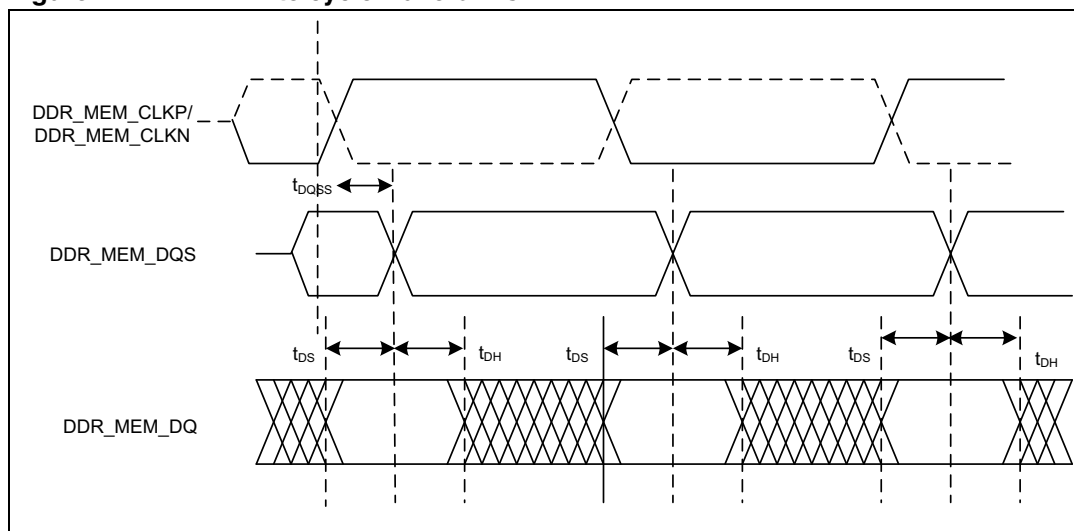 DDR_MEM_CLKP/
DDR_MEM_CLKN
tDQSS
DDR_MEM_DQS
tDS
tDH
tDS
tDH
tDS
tDH
DDR_MEM_DQ